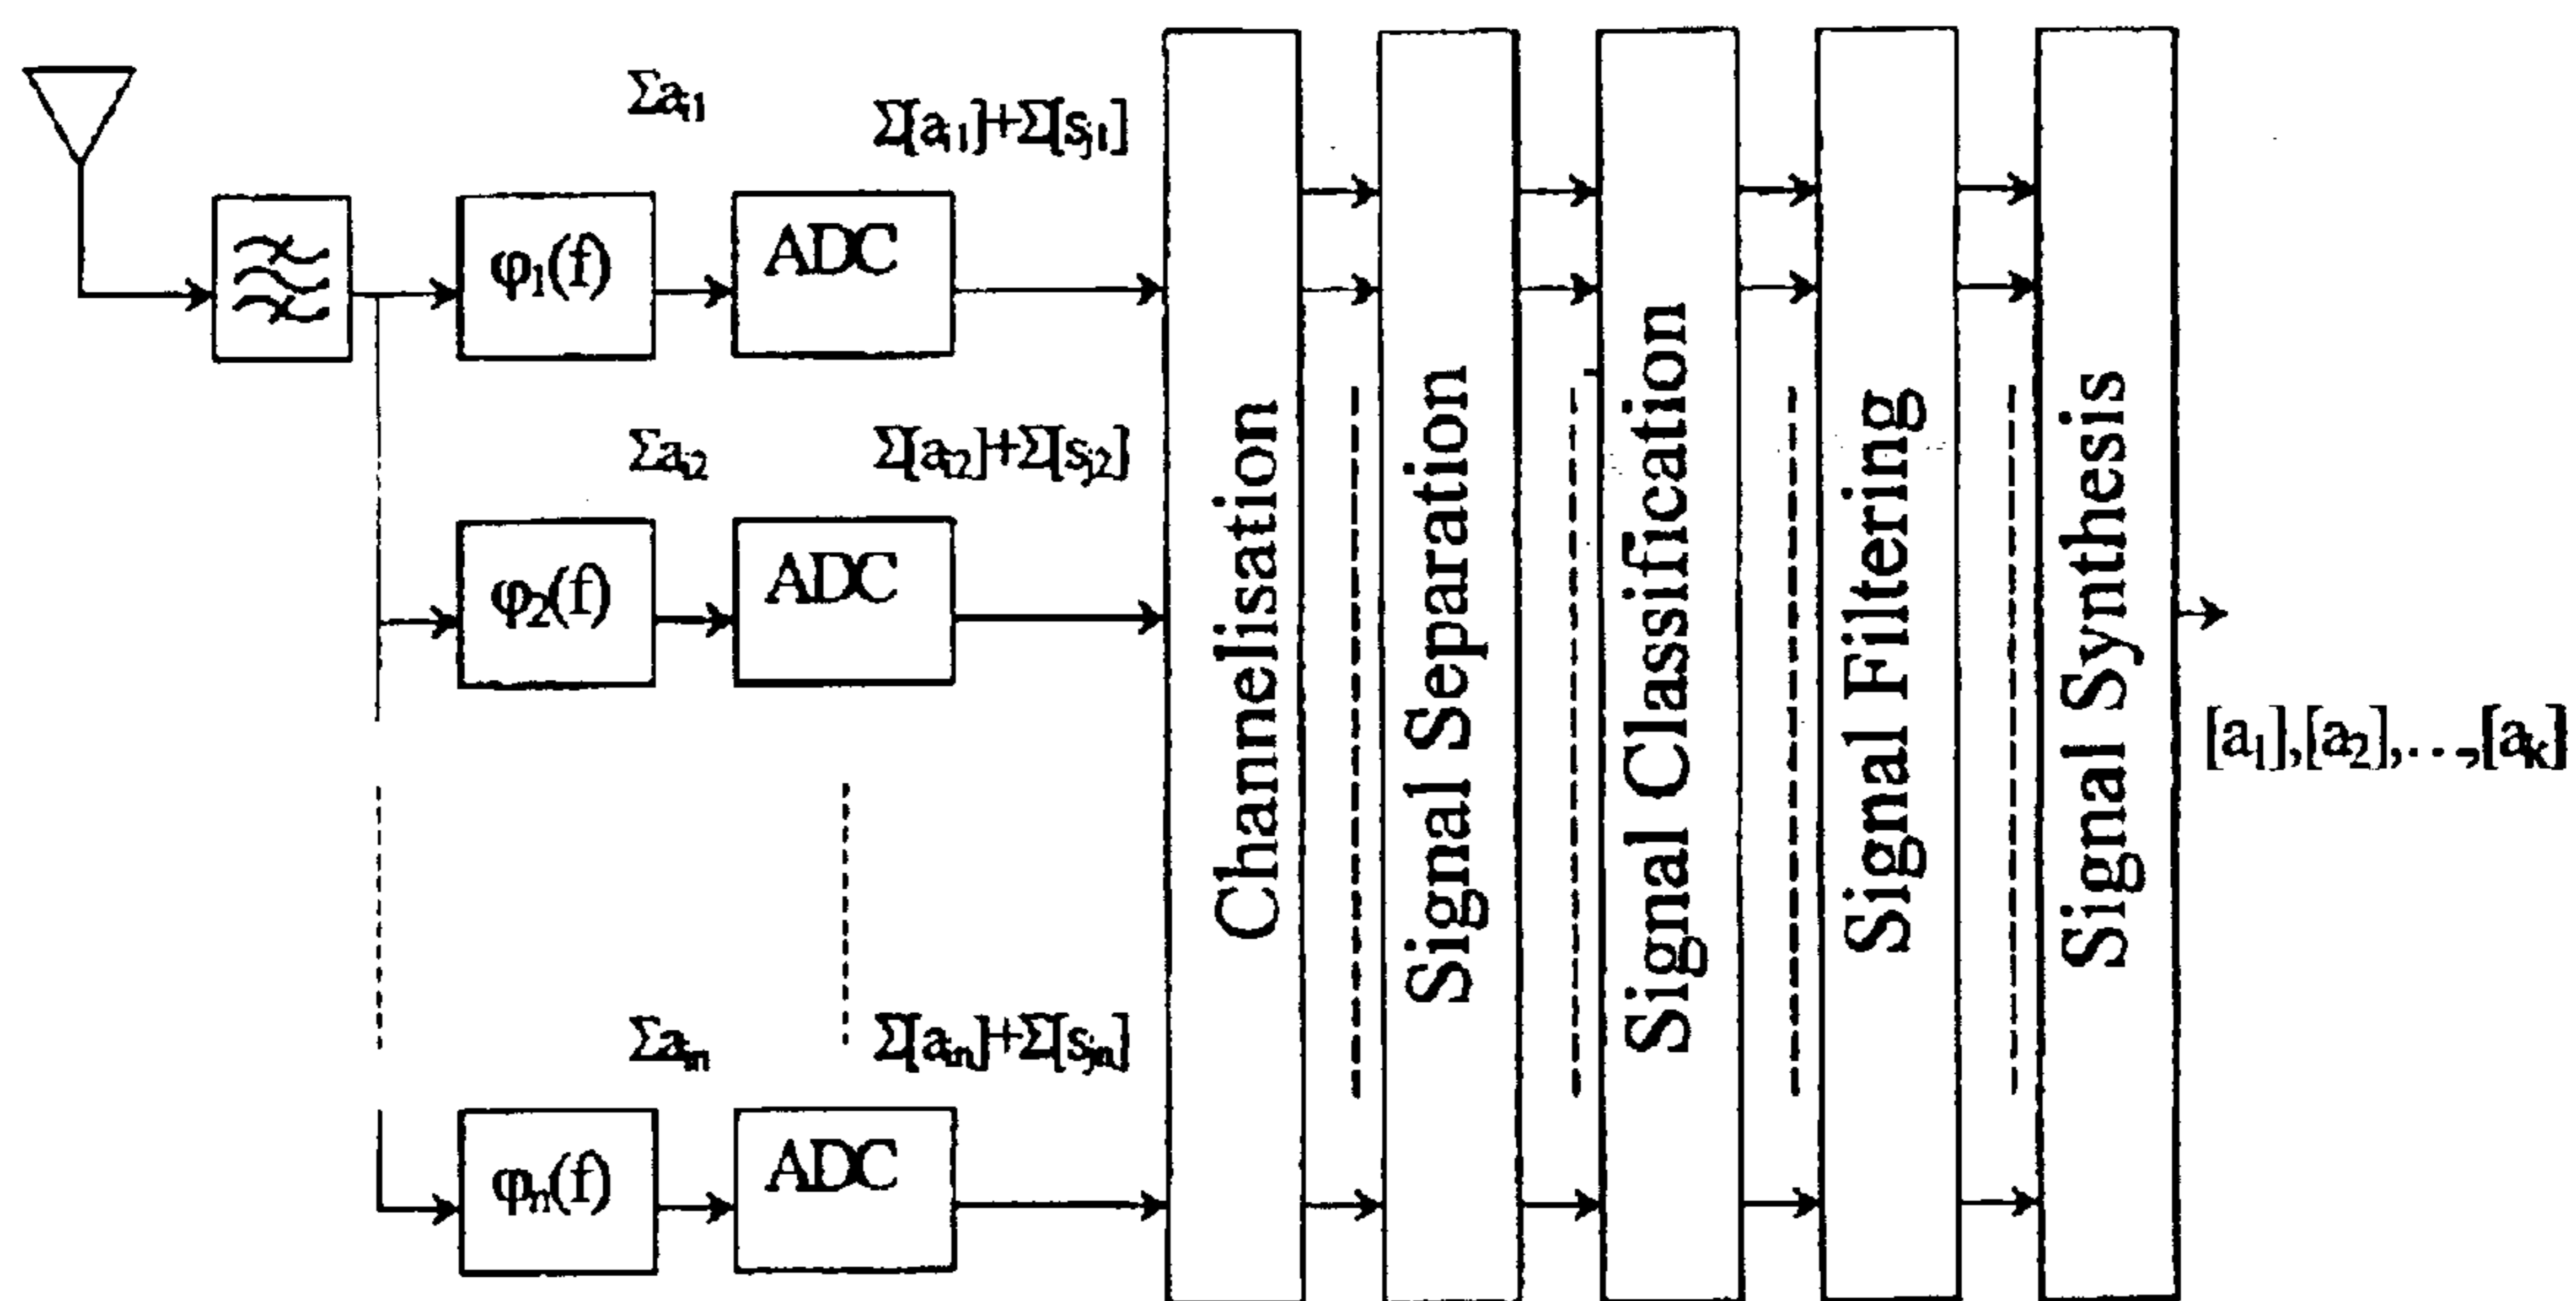 Σa_i1
Σ[a_i1]+Σ[s_j1]
φ₁(f)
ADC
Σa_i2
Σ[a_i2]+Σ[s_j2]
φ₂(f)
ADC
Σa_in
Σ[a_in]+Σ[s_jn]
φₙ(f)
ADC
Channelisation
Signal Separation
Signal Classification
Signal Filtering
Signal Synthesis
[a₁],[a₂],...,[aₖ]